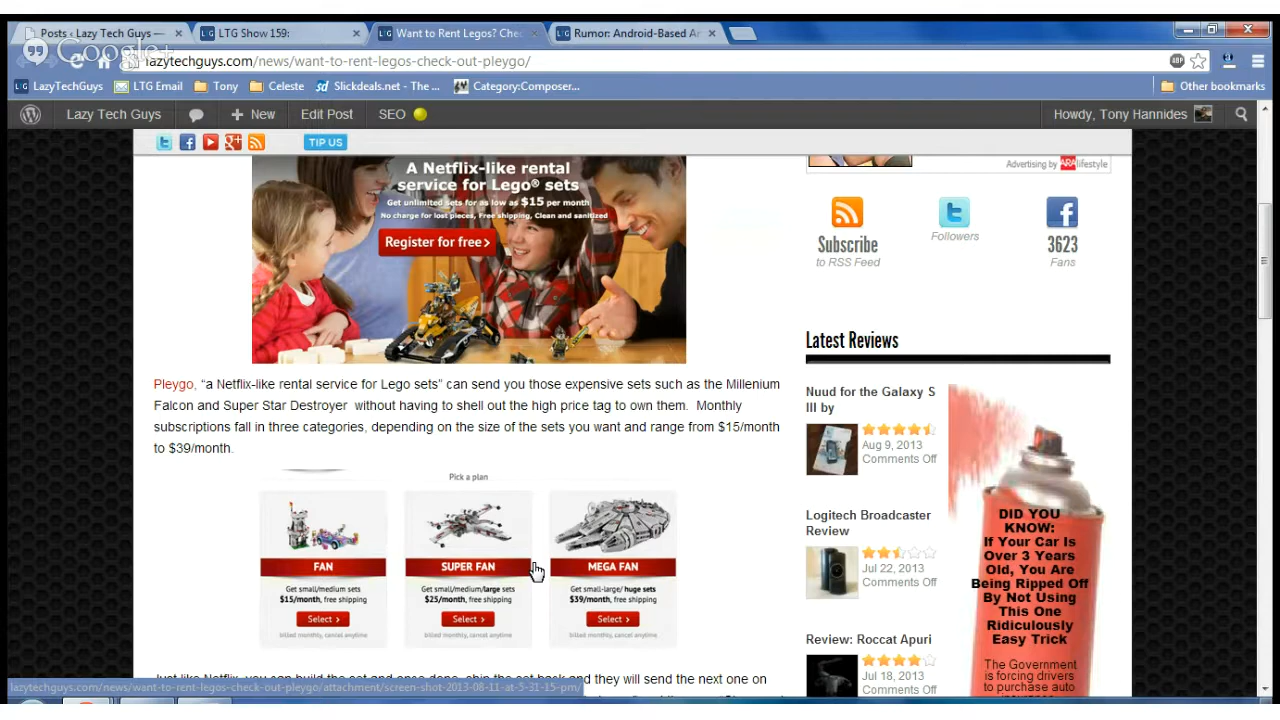 Posts ‹ Lazy Tech Guys —
LTG Show 159:
Want to Rent Legos? Chec
Rumor: Android-Based Ar
Google+
lazytechguys.com/news/want-to-rent-legos-check-out-pleygo/
ABP
LazyTechGuys
LTG Email
Tony
Celeste
Slickdeals.net - The ...
Category:Composer...
Other bookmarks
Lazy Tech Guys
New
Edit Post
SEO
Howdy, Tony Hannides
TIP US
A Netflix-like rental
service for Lego® sets
Get unlimited sets for as low as $15 per month
No charge for lost pieces, Free shipping, Clean and sanitized
Register for free>
Advertising by ARAlifestyle
Subscribe
to RSS Feed
Followers
3623
Fans
Latest Reviews
Pleygo, “a Netflix-like rental service for Lego sets” can send you those expensive sets such as the Millenium
Falcon and Super Star Destroyer without having to shell out the high price tag to own them. Monthly
subscriptions fall in three categories, depending on the size of the sets you want and range from $15/month
to $39/month.
Pick a plan
FAN
Get small/medium sets
$15/month, free shipping
Select >
billed monthly, cancel anytime
SUPER FAN
Get small/medium/large sets
$25/month, free shipping
Select >
billed monthly, cancel anytime
MEGA FAN
Get small-large/ huge sets
$39/month, free shipping
Select >
billed monthly, cancel anytime
Just like Netflix, you can build the set and once done, ship the set back and they will send the next one on
lazytechguys.com/news/want-to-rent-legos-check-out-pleygo/attachment/screen-shot-2013-08-11-at-5-31-15-pm/
Nuud for the Galaxy S
III by
Aug 9, 2013
Comments Off
Logitech Broadcaster
Review
Jul 22, 2013
Comments Off
Review: Roccat Apuri
Jul 18, 2013
Comments Off
DID YOU
KNOW:
If Your Car Is
Over 3 Years
Old, You Are
Being Ripped Off
By Not Using
This One
Ridiculously
Easy Trick
The Government
is forcing drivers
to purchase auto